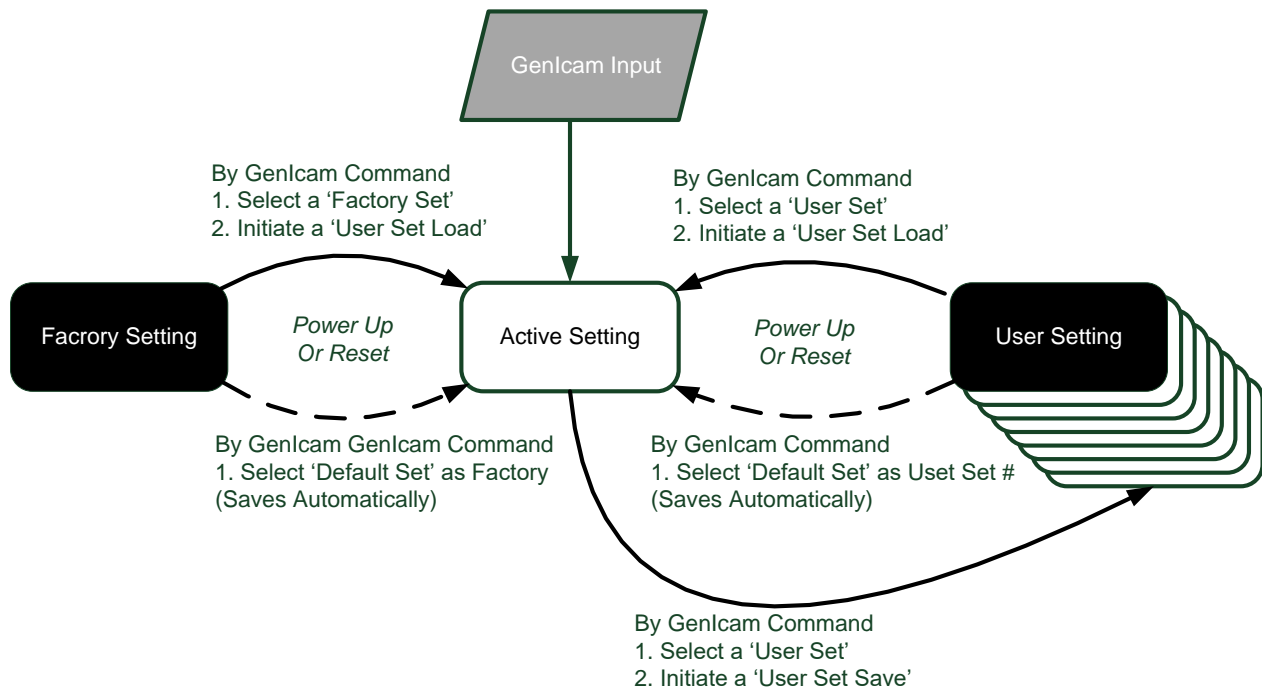 GenIcam Input
By GenIcam Command
1. Select a ‘Factory Set’
2. Initiate a ‘User Set Load’
By GenIcam Command
1. Select a ‘User Set’
2. Initiate a ‘User Set Load’
Facrory Setting
Power Up
Or Reset
Active Setting
Power Up
Or Reset
User Setting
By GenIcam GenIcam Command
1. Select ‘Default Set’ as Factory
(Saves Automatically)
By GenIcam Command
1. Select ‘Default Set’ as Uset Set #
(Saves Automatically)
By GenIcam Command
1. Select a ‘User Set’
2. Initiate a ‘User Set Save’